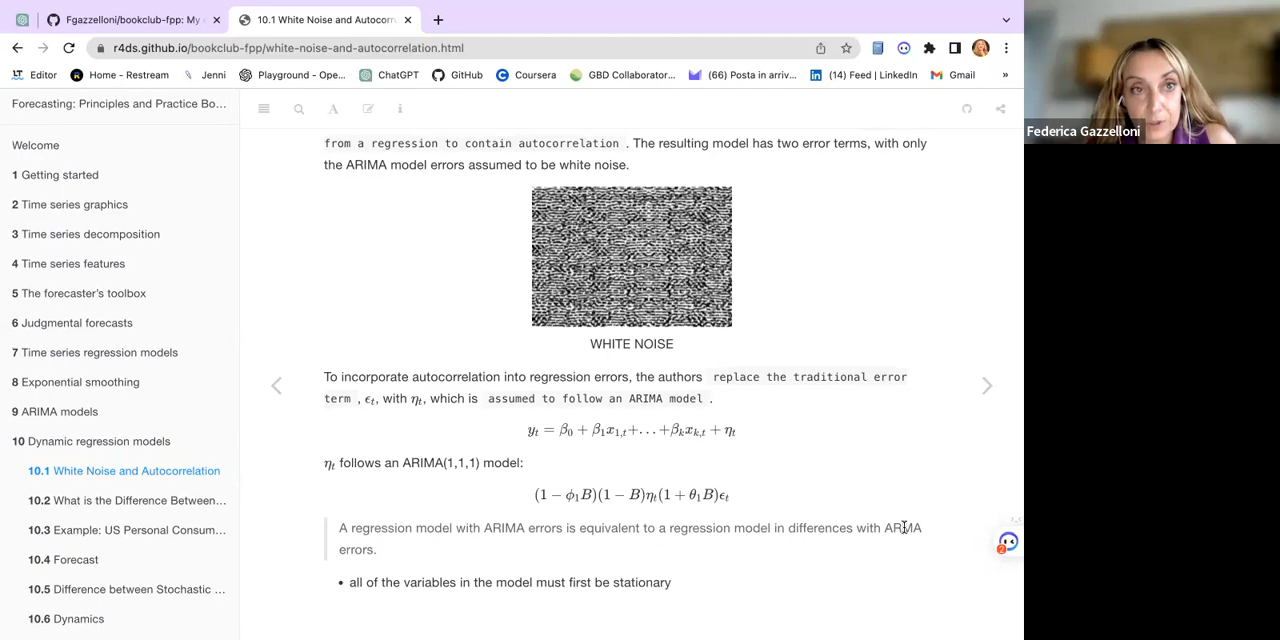 Fgazzelloni/bookclub-fpp: My
10.1 White Noise and Autocorr
r4ds.github.io/bookclub-fpp/white-noise-and-autocorrelation.html
Editor
Home - Restream
Jenni
Playground - Ope...
ChatGPT
GitHub
Coursera
GBD Collaborator...
(66) Posta in arriv...
(14) Feed | LinkedIn
Gmail
»
Federica Gazzelloni
Forecasting: Principles and Practice Bo...
Welcome
1 Getting started
2 Time series graphics
3 Time series decomposition
4 Time series features
5 The forecaster's toolbox
6 Judgmental forecasts
7 Time series regression models
8 Exponential smoothing
9 ARIMA models
10 Dynamic regression models
10.1 White Noise and Autocorrelation
10.2 What is the Difference Between...
10.3 Example: US Personal Consum...
10.4 Forecast
10.5 Difference between Stochastic ...
10.6 Dynamics
from a regression to contain autocorrelation . The resulting model has two error terms, with only
the ARIMA model errors assumed to be white noise.
WHITE NOISE
To incorporate autocorrelation into regression errors, the authors replace the traditional error
term , ϵt, with ηt, which is assumed to follow an ARIMA model .
yt = β0 + β1x1,t+...+βkxk,t + ηt
ηt follows an ARIMA(1,1,1) model:
(1 − ϕ1B)(1 − B)ηt(1 + θ1B)ϵt
A regression model with ARIMA errors is equivalent to a regression model in differences with ARMA
errors.
• all of the variables in the model must first be stationary
2